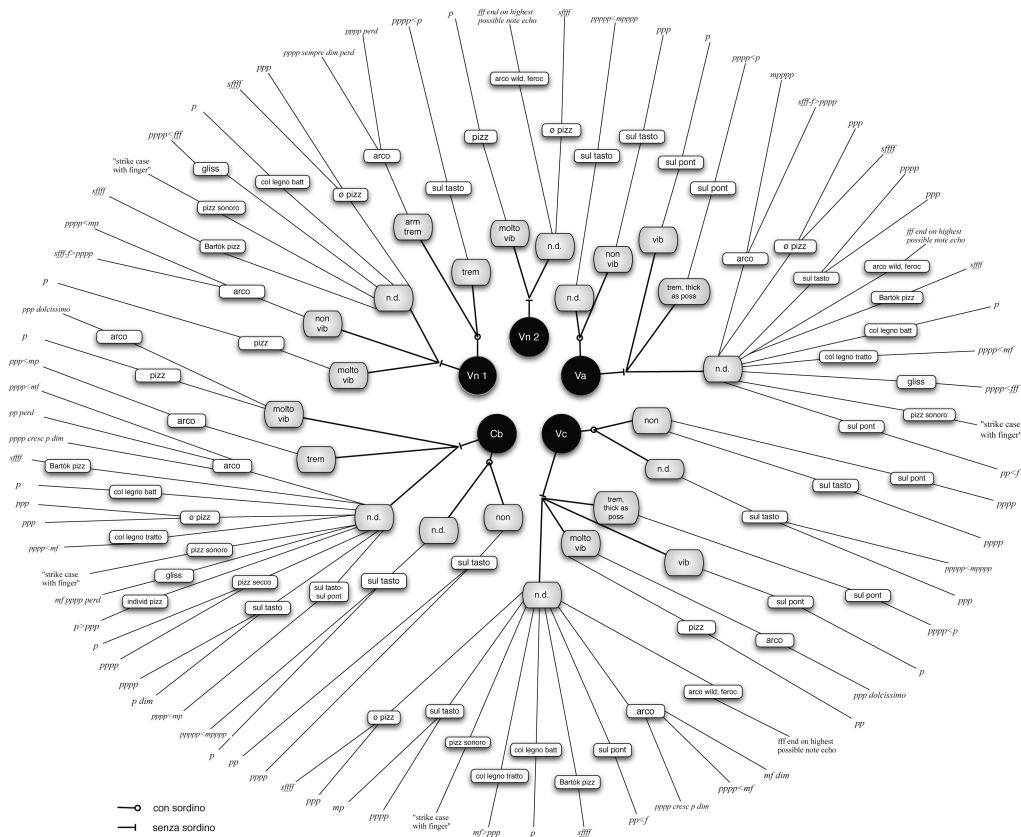 fff end on highest
possible note echo
sffff
ppppp<mpppp
p
pppp<p
ppp
pppp perd
p
pppp sempre dim perd
pppp<p
ppp
mpppp
sffff
arco wild, feroc
sfff-f>pppp
p
ppp
pppp<fff
pizz
ø pizz
sul tasto
sffff
"strike case
with finger"
gliss
arco
sul tasto
sul pont
pppp
col legno batt
sul tasto
sul pont
ppp
sffff
ø pizz
pizz sonoro
arm
trem
molto
vib
n.d.
non
vib
vib
fff end on highest
possible note echo
pppp<mp
Bartók pizz
ø pizz
arco
sffff
sfff-f>pppp
arco
trem
n.d.
n.d.
trem, thick
as poss
sul tasto
arco wild, feroc
Bartók pizz
p
p
non
vib
Vn 2
col legno batt
pppp<mf
ppp dolcissimo
pizz
col legno tratto
arco
molto
vib
Vn 1
Va
n.d.
gliss
pppp<fff
p
pizz
pizz sonoro
"strike case
with finger"
ppp<mp
molto
vib
non
sul pont
pppp<mf
arco
Cb
Vc
pp<f
pp perd
trem
n.d.
sul pont
pppp cresc p dim
arco
sul tasto
pppp
sffff
Bartók pizz
p
col legno batt
trem,
thick as
poss
ppp
ø pizz
n.d.
n.d.
non
sul tasto
pppp
ppp
col legno tratto
molto
vib
pppp<mf
pizz sonoro
vib
ppppp<mpppp
"strike case
with finger"
gliss
pizz secco
sul tasto-
sul pont
sul tasto
sul tasto
n.d.
sul pont
sul pont
ppp
mf pppp perd
individ pizz
sul tasto
pppp<p
p>ppp
pizz
arco
p
p
pppp
pppp
ppp dolcissimo
p dim
arco wild, feroc
pppp<mp
ø pizz
sul tasto
arco
pp
ppppp<mpppp
pizz sonoro
col legno batt
sul pont
fff end on highest
possible note echo
p
pp
pppp
col legno tratto
Bartók pizz
mf dim
sffff
pppp<mf
ppp
mp
pppp
"strike case
with finger"
mf>ppp
p
sffff
pp<f
pppp cresc p dim
con sordino
senza sordino